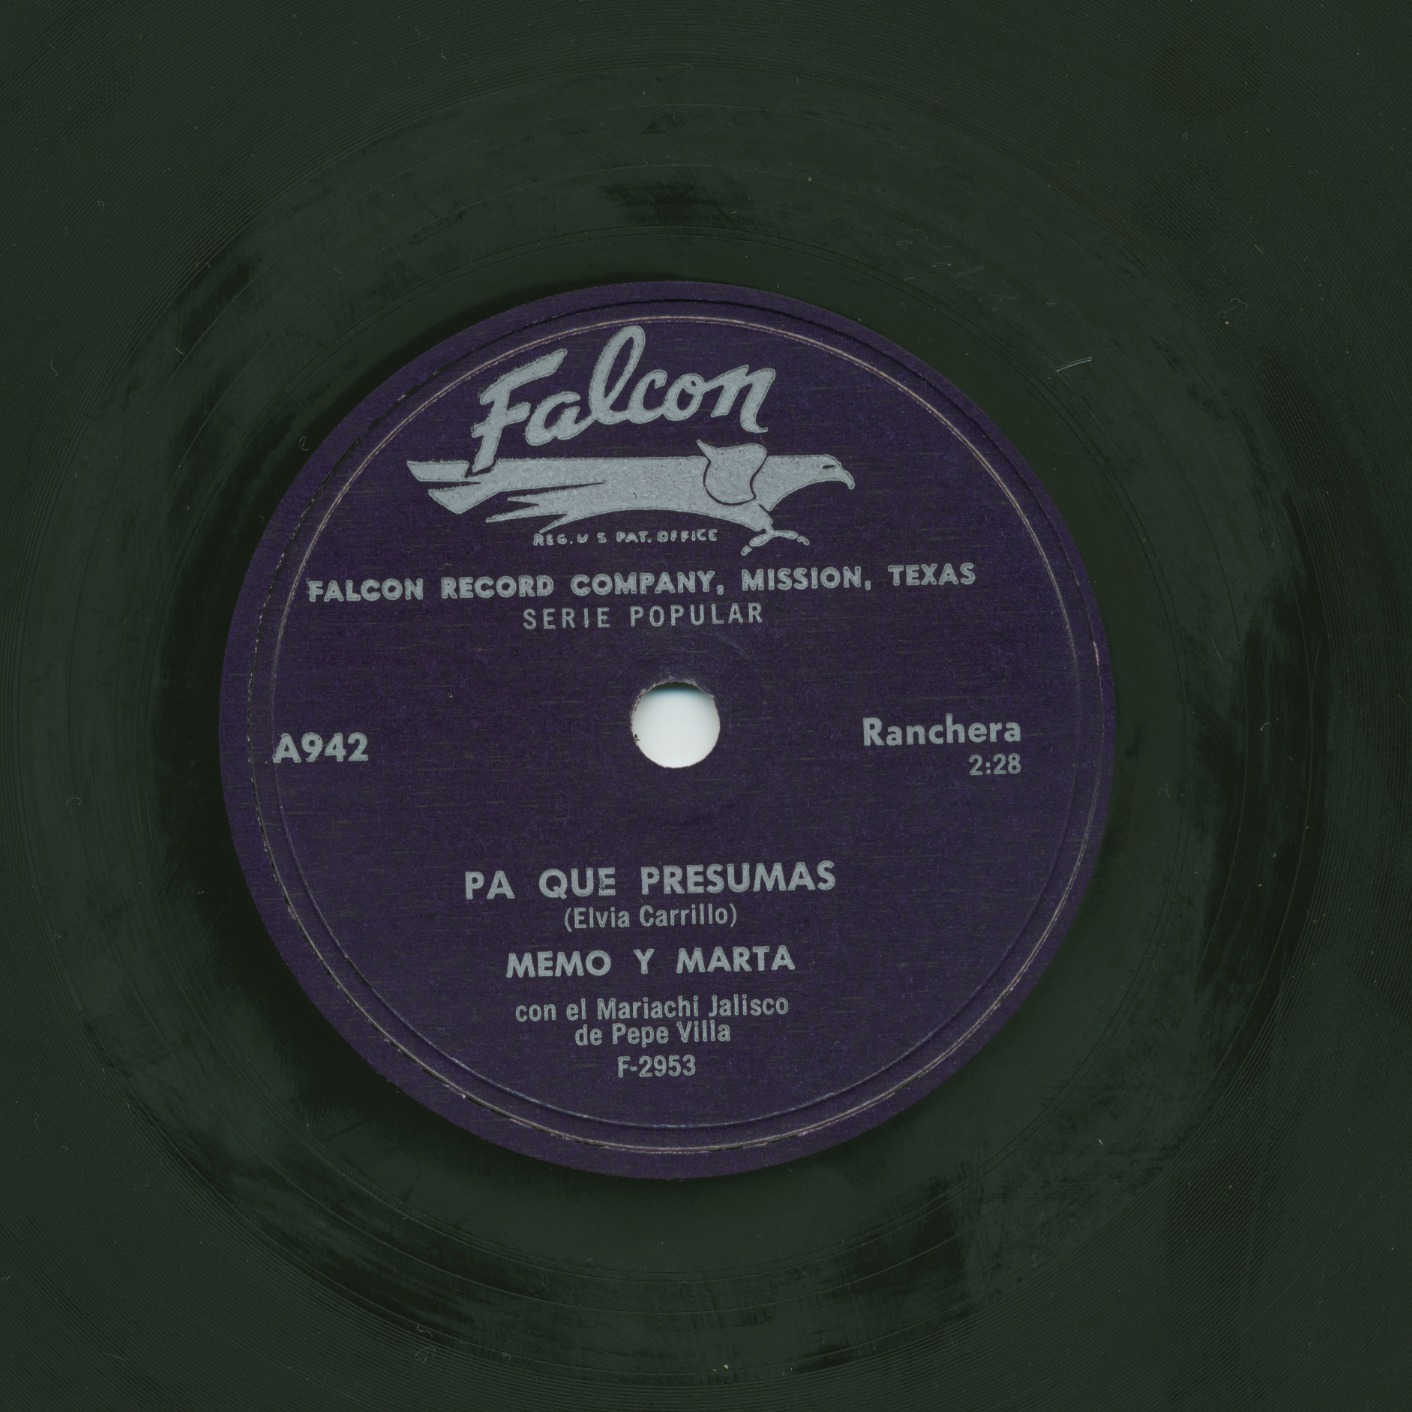 Falcon
REG. U S PAT. OFFICE
FALCON RECORD COMPANY, MISSION, TEXAS
SERIE POPULAR
A942
Ranchera
2:28
PA QUE PRESUMAS
(Elvia Carrillo)
MEMO Y MARTA
con el Mariachi Jalisco
de Pepe Villa
F-2953